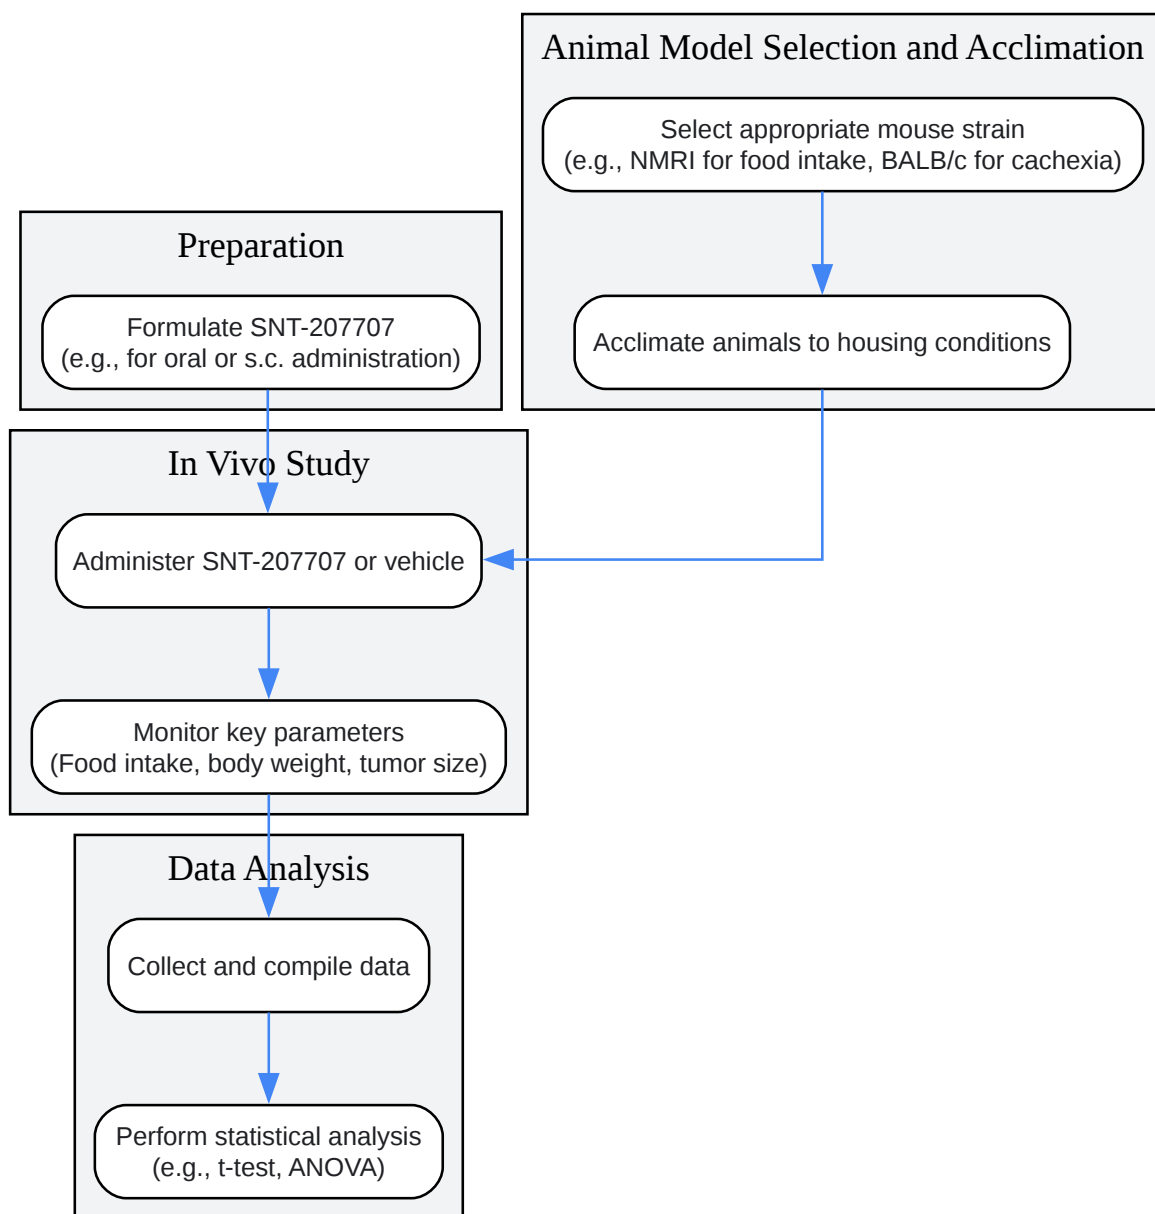 Animal Model Selection and Acclimation
Select appropriate mouse strain
(e.g., NMRI for food intake, BALB/c for cachexia)
Acclimate animals to housing conditions
Preparation
Formulate SNT-207707
(e.g., for oral or s.c. administration)
In Vivo Study
Administer SNT-207707 or vehicle
Monitor key parameters
(Food intake, body weight, tumor size)
Data Analysis
Collect and compile data
Perform statistical analysis
(e.g., t-test, ANOVA)